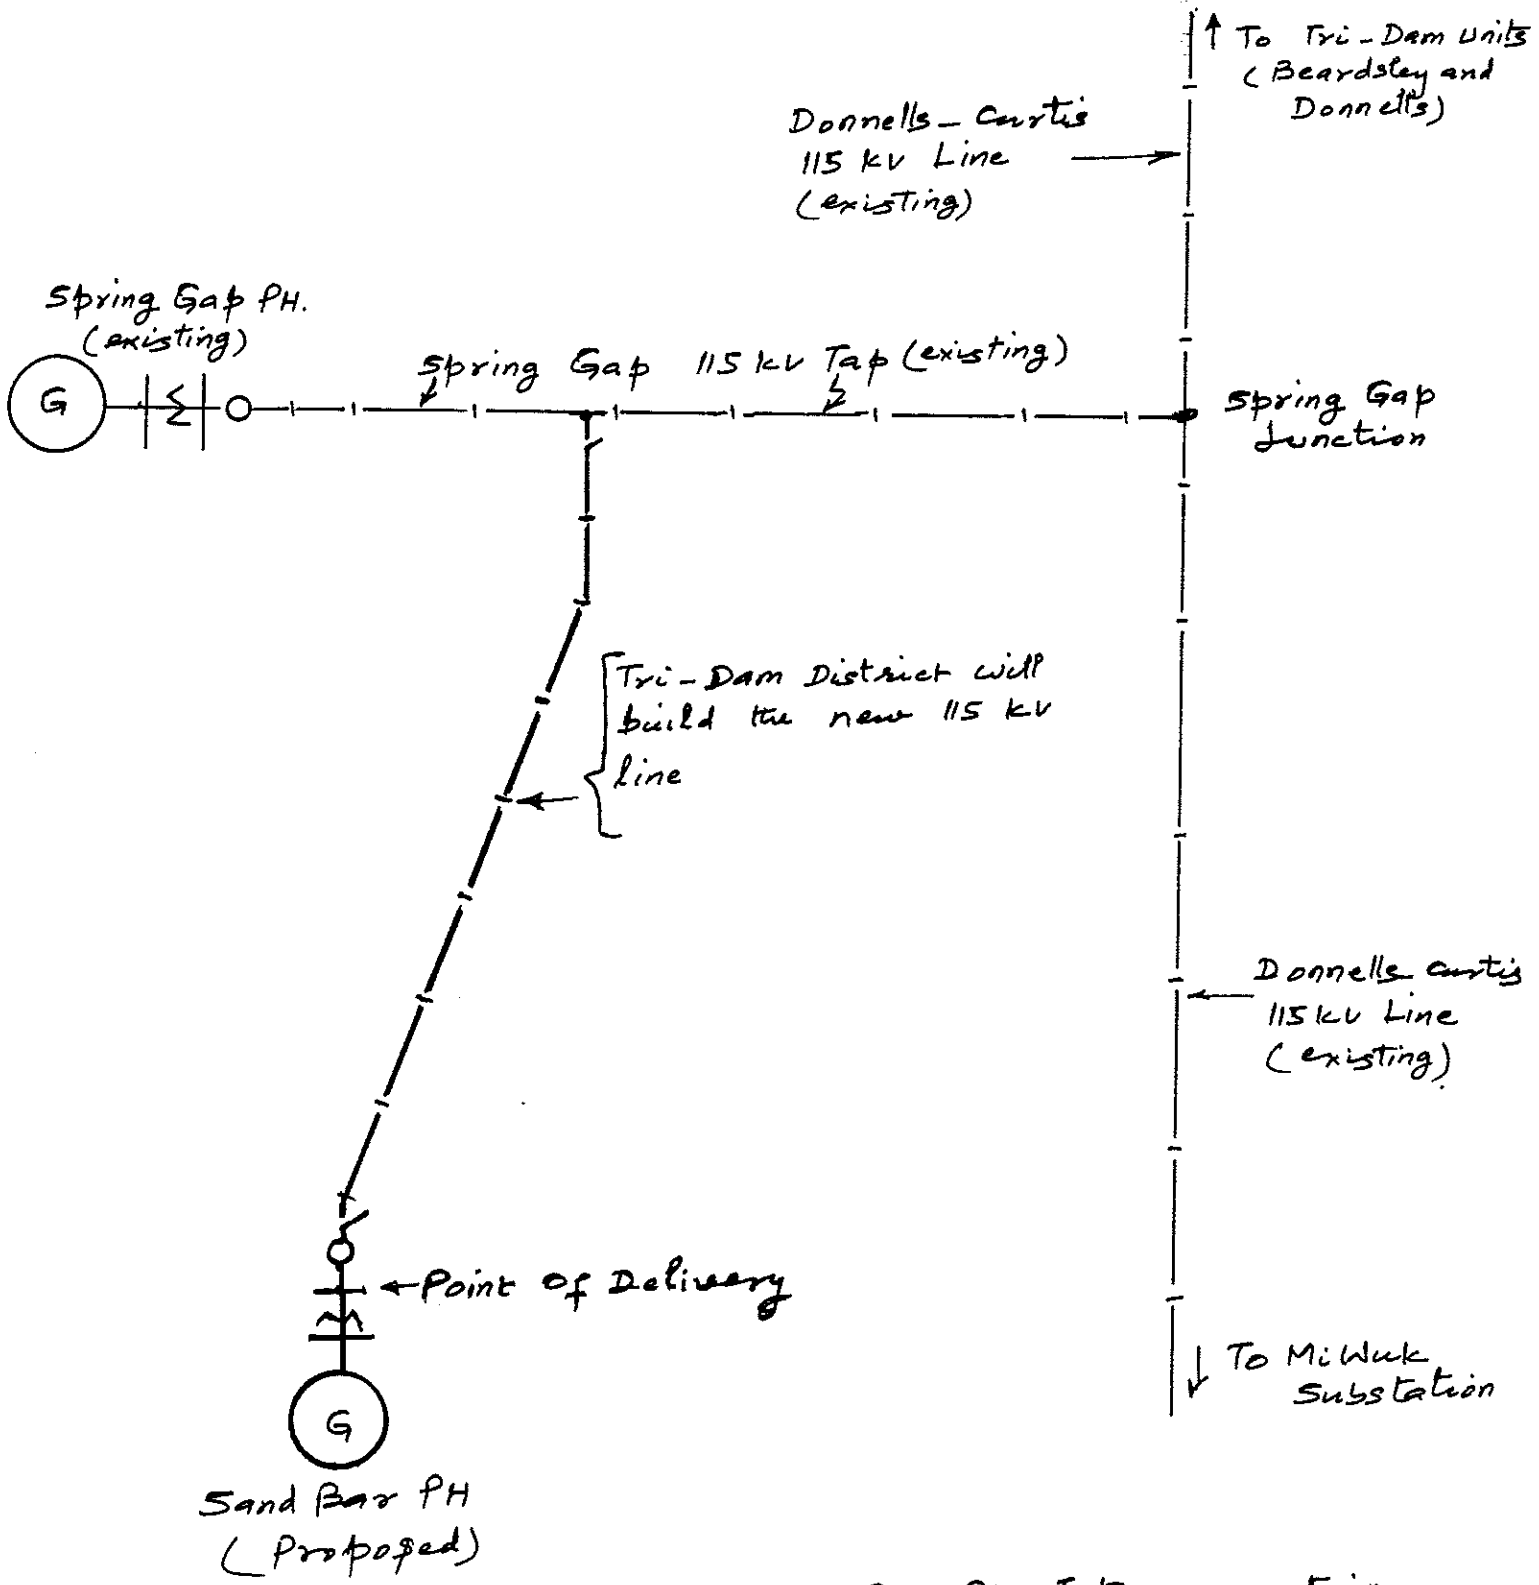 To Tri-Dam units
(Beardsley and
Donnells)
Donnells-Curtis
115 kv Line
(existing)
Spring Gap PH.
(existing)
G
Spring Gap 115 kv Tap (existing)
Spring Gap
Junction
Tri-Dam District will
build the new 115 kv
line
Donnells Curtis
115 kv Line
(existing)
Point Of Delivery
To MiWuk
Substation
G
Sand Bar PH
(Proposed)